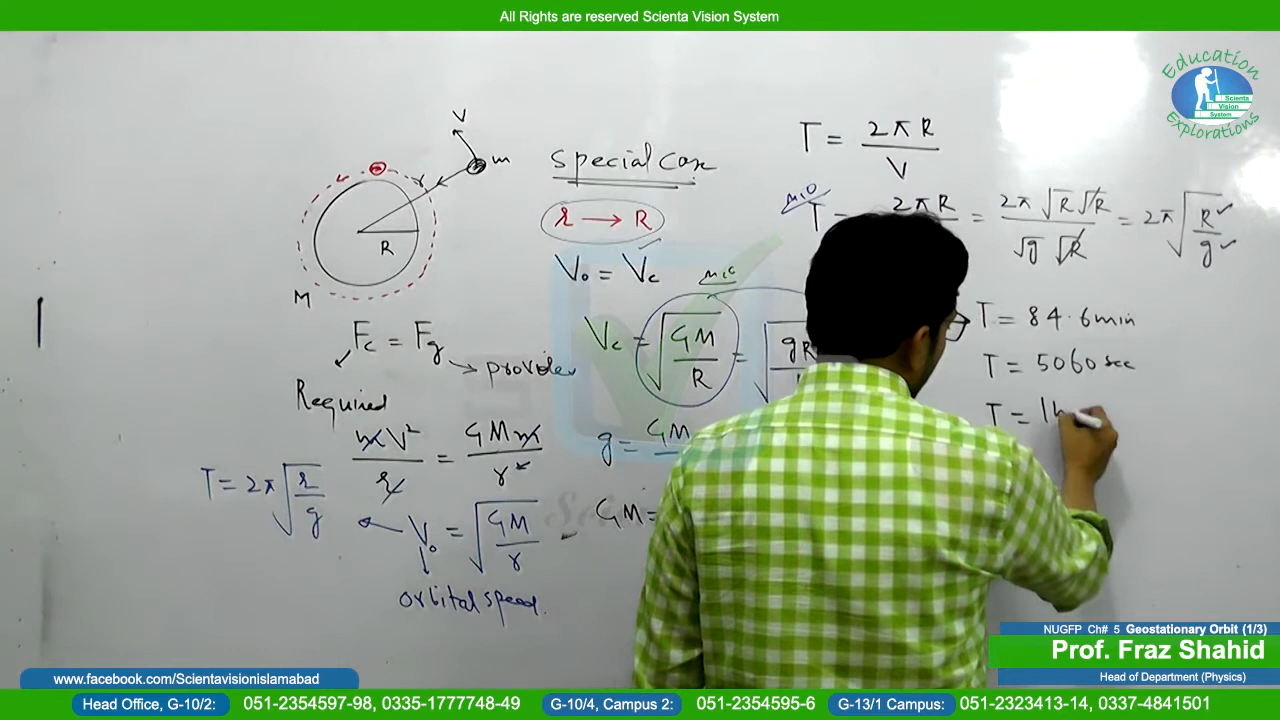 All Rights are reserved Scienta Vision System
Education
Scienta
Vision
System
Explorations
V
m
r
R
M
Fc = Fg
provider
Required
mV² / r = GMm / r²
T = 2π √(r/g)
Vo = √(GM/r)
orbital speed.
special case
r → R
Vo = Vc
min
Vc = √(GM/R) = √(gR
g = GM
GM =
T = 2πR / V
min
T = 2πR = 2π √R √R / √g √R = 2π √(R/g)
T = 84.6 min
T = 5060 sec
T = 1h
NUGFP Ch# 5 Geostationary Orbit (1/3)
Prof. Fraz Shahid
Head of Department (Physics)
www.facebook.com/Scientavisionislamabad
Head Office, G-10/2: 051-2354597-98, 0335-1777748-49 G-10/4, Campus 2: 051-2354595-6 G-13/1 Campus: 051-2323413-14, 0337-4841501